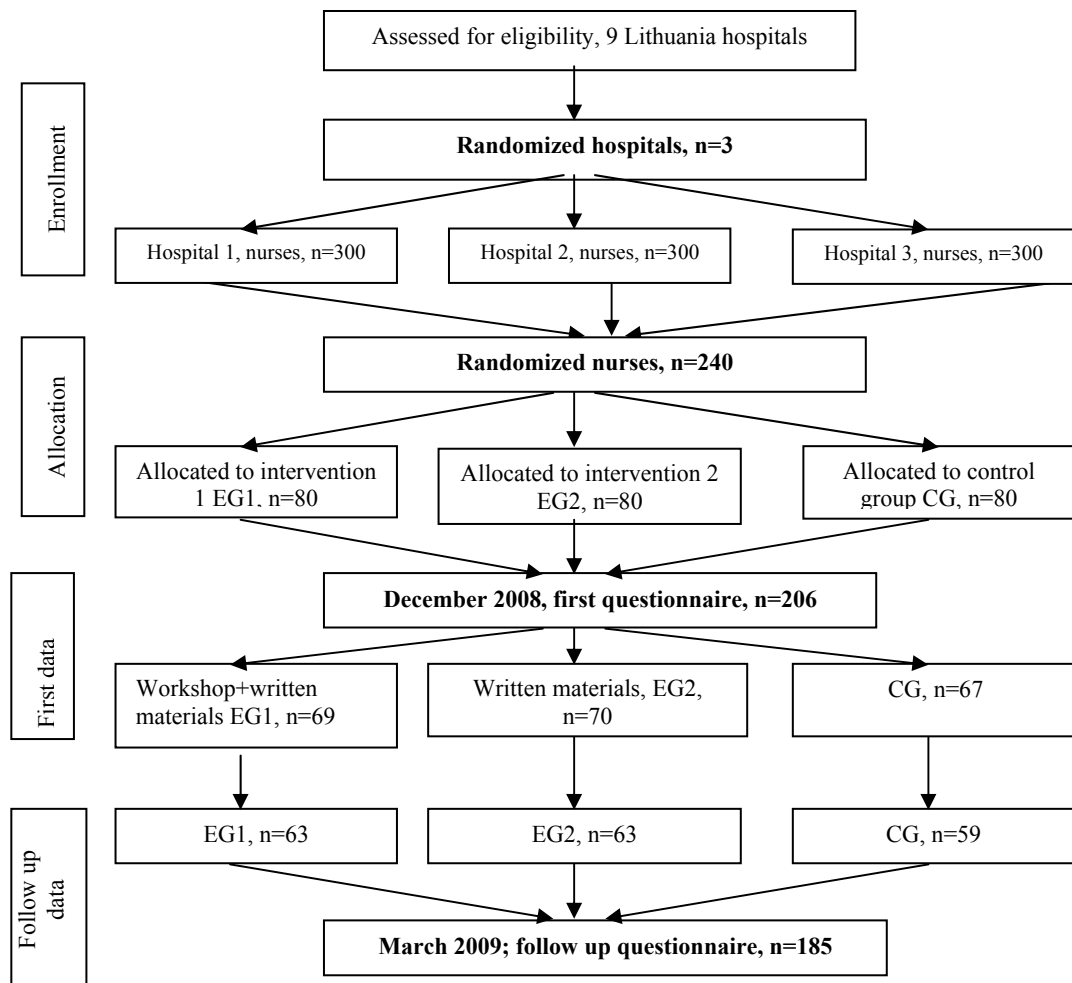 Assessed for eligibility, 9 Lithuania hospitals
Enrollment
Randomized hospitals, n=3
Hospital 1, nurses, n=300
Hospital 2, nurses, n=300
Hospital 3, nurses, n=300
Allocation
Randomized nurses, n=240
Allocated to intervention
1 EG1, n=80
Allocated to intervention 2
EG2, n=80
Allocated to control
group CG, n=80
First data
December 2008, first questionnaire, n=206
Workshop+written
materials EG1, n=69
Written materials, EG2,
n=70
CG, n=67
Follow up
data
EG1, n=63
EG2, n=63
CG, n=59
March 2009; follow up questionnaire, n=185